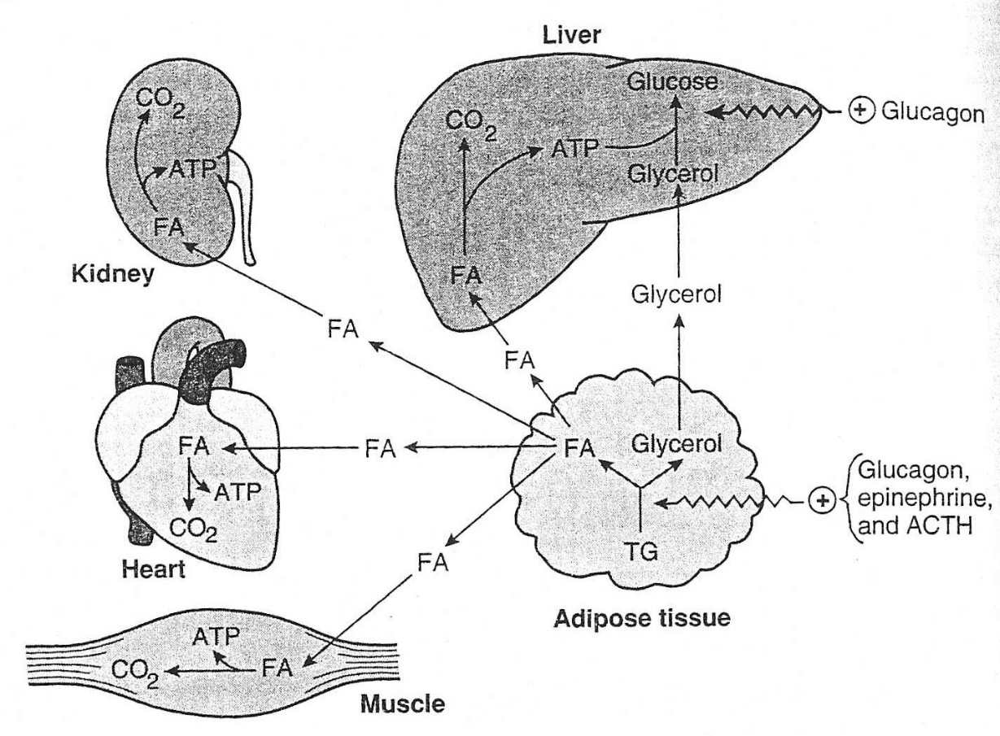 Liver
Glucose
CO2
CO2
⊕ Glucagon
ATP
ATP
Glycerol
FA
Kidney
FA
Glycerol
FA
FA
FA
FA
FA
Glycerol
ATP
CO2
Glucagon,
⊕ epinephrine,
and ACTH
TG
FA
Heart
Adipose tissue
ATP
CO2
FA
Muscle